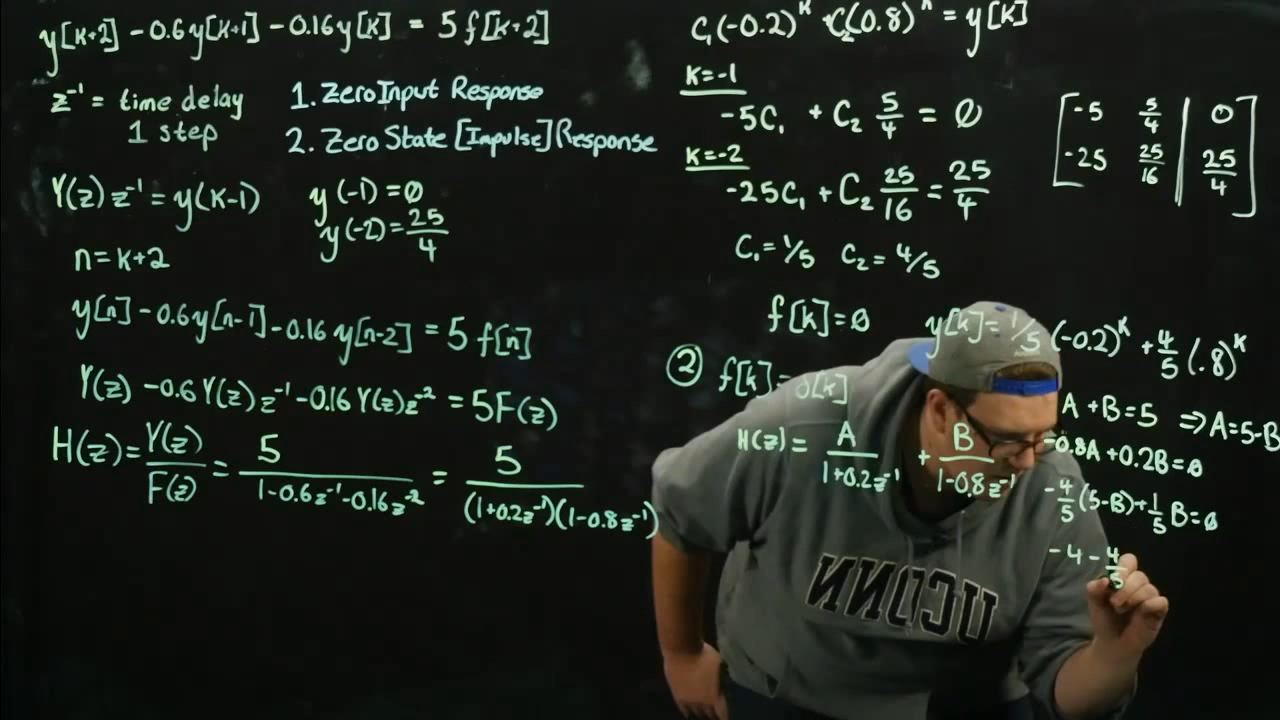 y[k+2] - 0.6y[k+1] - 0.16y[k] = 5f[k+2]
z⁻¹ = time delay
1 step
1. Zero Input Response
2. Zero State [Impulse] Response
Y(z)z⁻¹ = y(k-1)
y(-1) = 0
y(-2) = 25/4
n = k+2
y[n] - 0.6y[n-1] - 0.16y[n-2] = 5f[n]
Y(z) - 0.6Y(z)z⁻¹ - 0.16Y(z)z⁻² = 5F(z)
H(z) = Y(z)/F(z) = 5/(1-0.6z⁻¹-0.16z⁻²) = 5/((1+0.2z⁻¹)(1-0.8z⁻¹))
C₁(-0.2)ᵏ + C₂(0.8)ᵏ = y[k]
k=-1
-5C₁ + C₂ 5/4 = 0
k=-2
-25C₁ + C₂ 25/16 = 25/4
[-5 5/4 | 0
-25 25/16 | 25/4]
C₁ = 1/5 C₂ = 4/5
f[k] = 0 y[k] = 1/5 (-0.2)ᵏ + 4/5 (.8)ᵏ
② f[k] = δ[k]
H(z) = A/(1+0.2z⁻¹) + B/(1-0.8z⁻¹)
A + B = 5 ⇒ A = 5-B
-0.8A + 0.2B = 0
-4/5 (5-B) + 1/5 B = 0
-4 - 4/5
UCONN